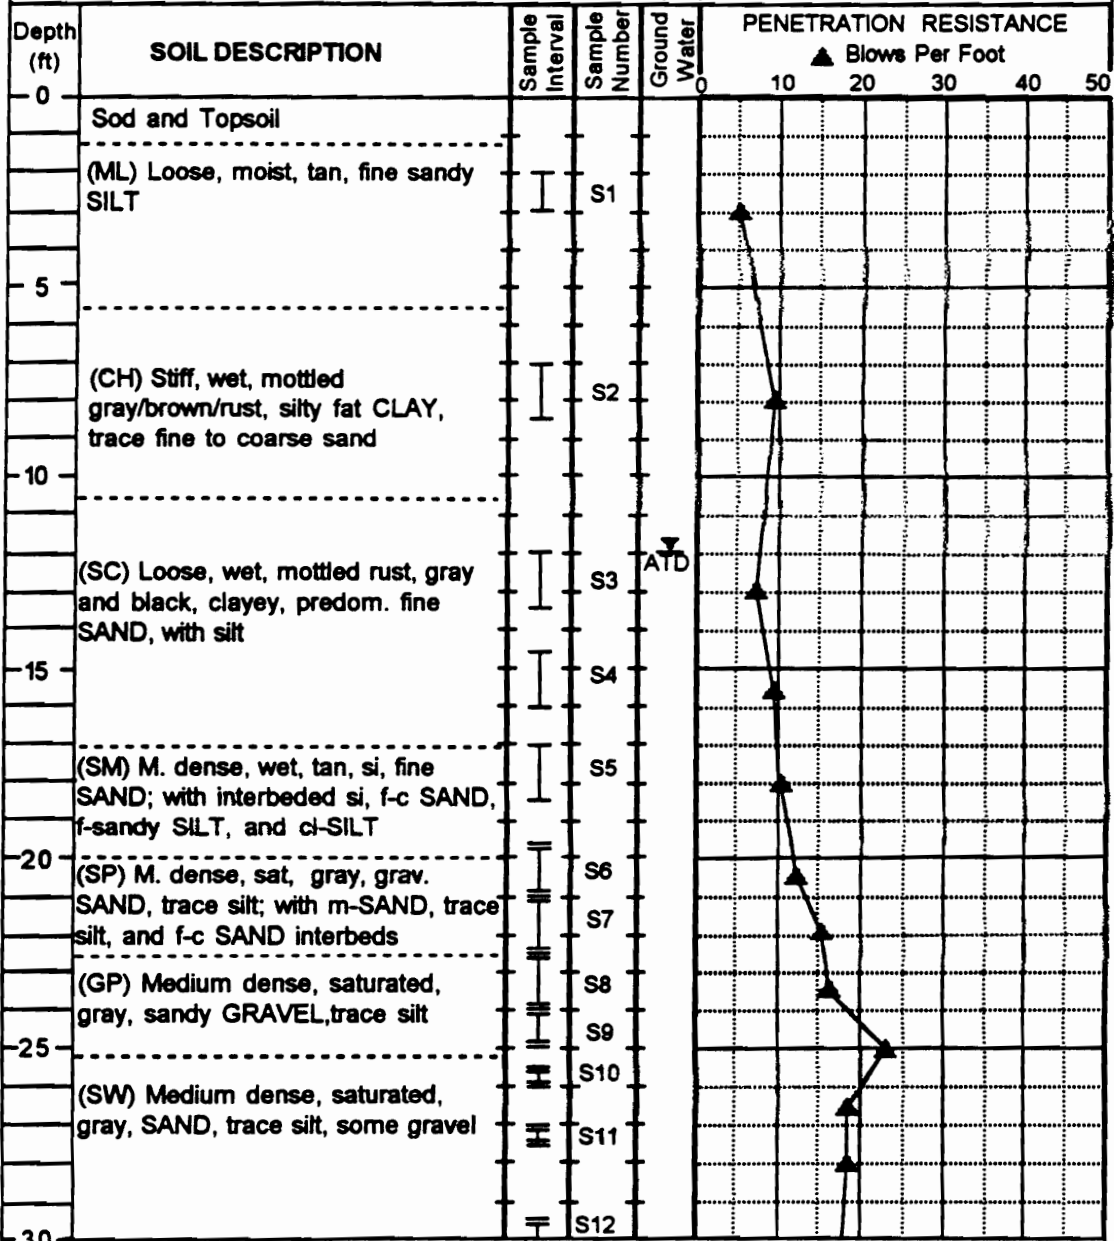 Depth
(ft)
SOIL DESCRIPTION
Sample
Interval
Sample
Number
Ground
Water
PENETRATION RESISTANCE
▲ Blows Per Foot
0 10 20 30 40 50
0
Sod and Topsoil
(ML) Loose, moist, tan, fine sandy
SILT
S1
5
(CH) Stiff, wet, mottled
gray/brown/rust, silty fat CLAY,
trace fine to coarse sand
S2
10
ATD
(SC) Loose, wet, mottled rust, gray
and black, clayey, predom. fine
SAND, with silt
S3
15
S4
(SM) M. dense, wet, tan, si, fine
SAND; with interbeded si, f-c SAND,
f-sandy SILT, and cl-SILT
S5
20
(SP) M. dense, sat, gray, grav.
SAND, trace silt; with m-SAND, trace
silt, and f-c SAND interbeds
S6
S7
(GP) Medium dense, saturated,
gray, sandy GRAVEL,trace silt
S8
S9
25
S10
(SW) Medium dense, saturated,
gray, SAND, trace silt, some gravel
S11
S12
30